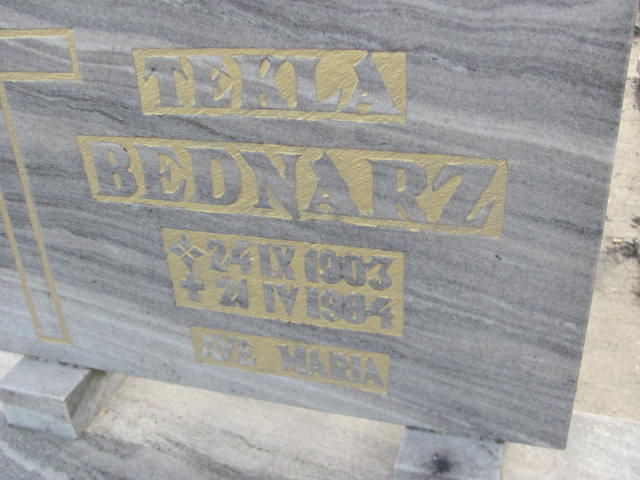 TEKLA
BEDNARZ
24 IX 1903
21 IV 1984
AVE MARIA